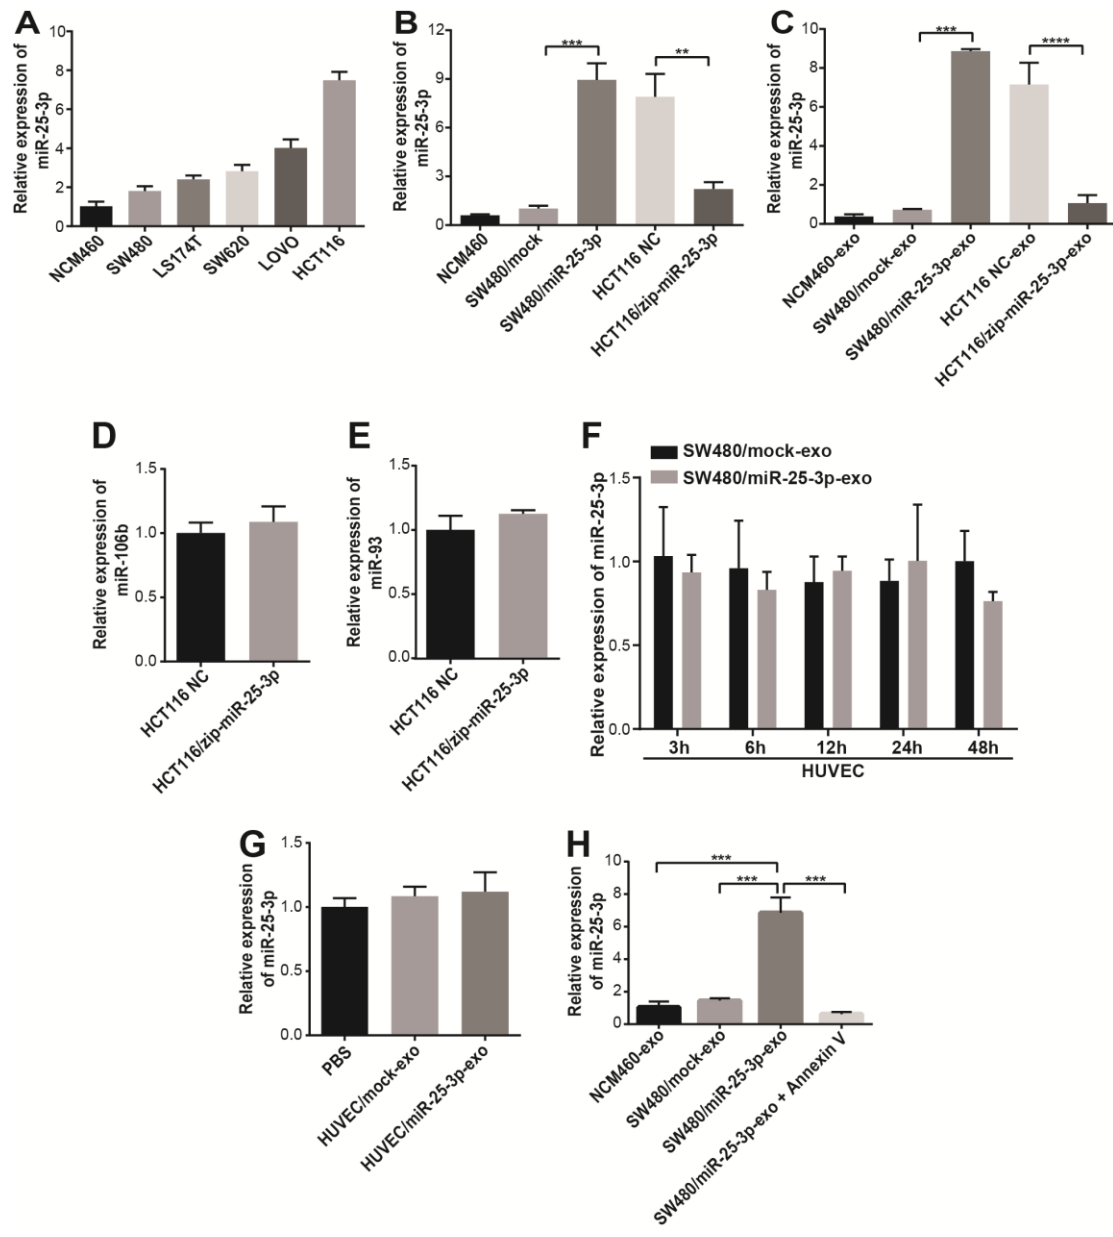 A
Relative expression of
miR-25-3p
10
8
6
4
2
0
NCM460
SW480
LS174T
SW620
LOVO
HCT116
B
Relative expression of
miR-25-3p
12
9
6
3
0
***
**
NCM460
SW480/mock
SW480/miR-25-3p
HCT116 NC
HCT116/zip-miR-25-3p
C
Relative expression of
miR-25-3p
10
8
6
4
2
0
***
****
NCM460-exo
SW480/mock-exo
SW480/miR-25-3p-exo
HCT116 NC-exo
HCT116/zip-miR-25-3p-exo
D
Relative expression of
miR-106b
1.5
1.0
0.5
0.0
HCT116 NC
HCT116/zip-miR-25-3p
E
Relative expression of
miR-93
1.5
1.0
0.5
0.0
HCT116 NC
HCT116/zip-miR-25-3p
F
SW480/mock-exo
SW480/miR-25-3p-exo
Relative expression of miR-25-3p
1.5
1.0
0.5
0.0
3h
6h
12h
24h
48h
HUVEC
G
Relative expression
of miR-25-3p
1.5
1.0
0.5
0.0
PBS
HUVEC/mock-exo
HUVEC/miR-25-3p-exo
H
Relative expression
of miR-25-3p
10
8
6
4
2
0
***
***
***
NCM460-exo
SW480/mock-exo
SW480/miR-25-3p-exo
SW480/miR-25-3p-exo + Annexin V